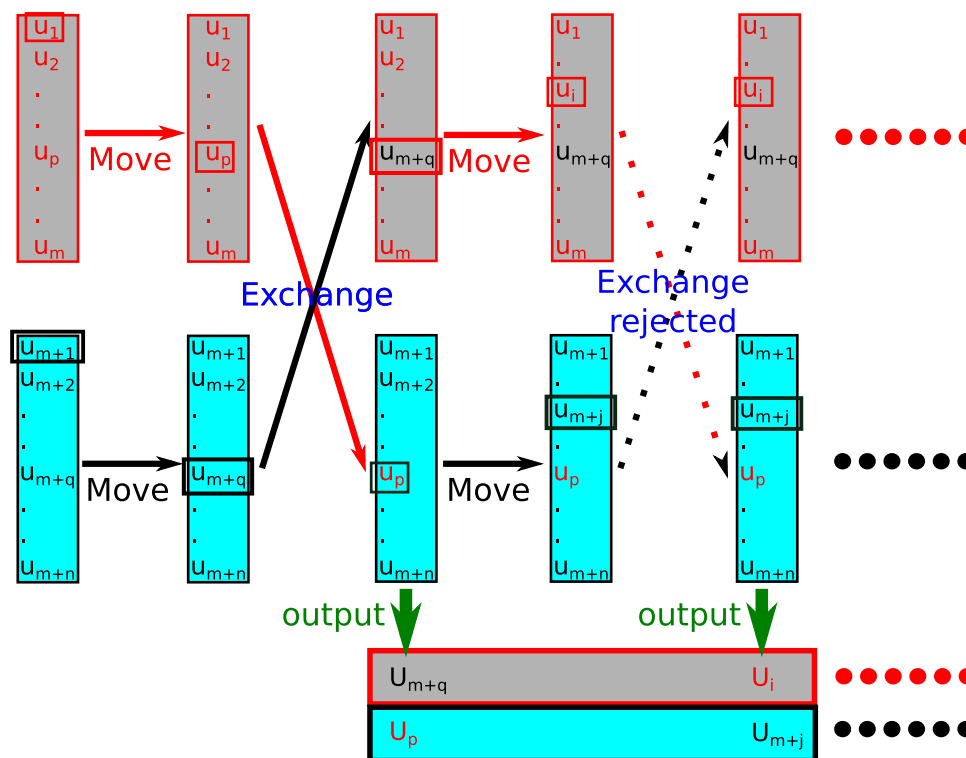 u1 u1 u1 u1 u1
u2 u2 u2 . .
. . . ui ui
. . . . .
up up um+q um+q um+q
. . . . .
. . . . .
um um um um um
Move Move
Exchange
Exchange rejected
um+1 um+1 um+1 um+1 um+1
um+2 um+2 um+2 . .
. . . um+j um+j
. . . . .
um+q um+q up up up
. . . . .
. . . . .
um+n um+n um+n um+n um+n
Move Move
output output
Um+q Ui
Up Um+j